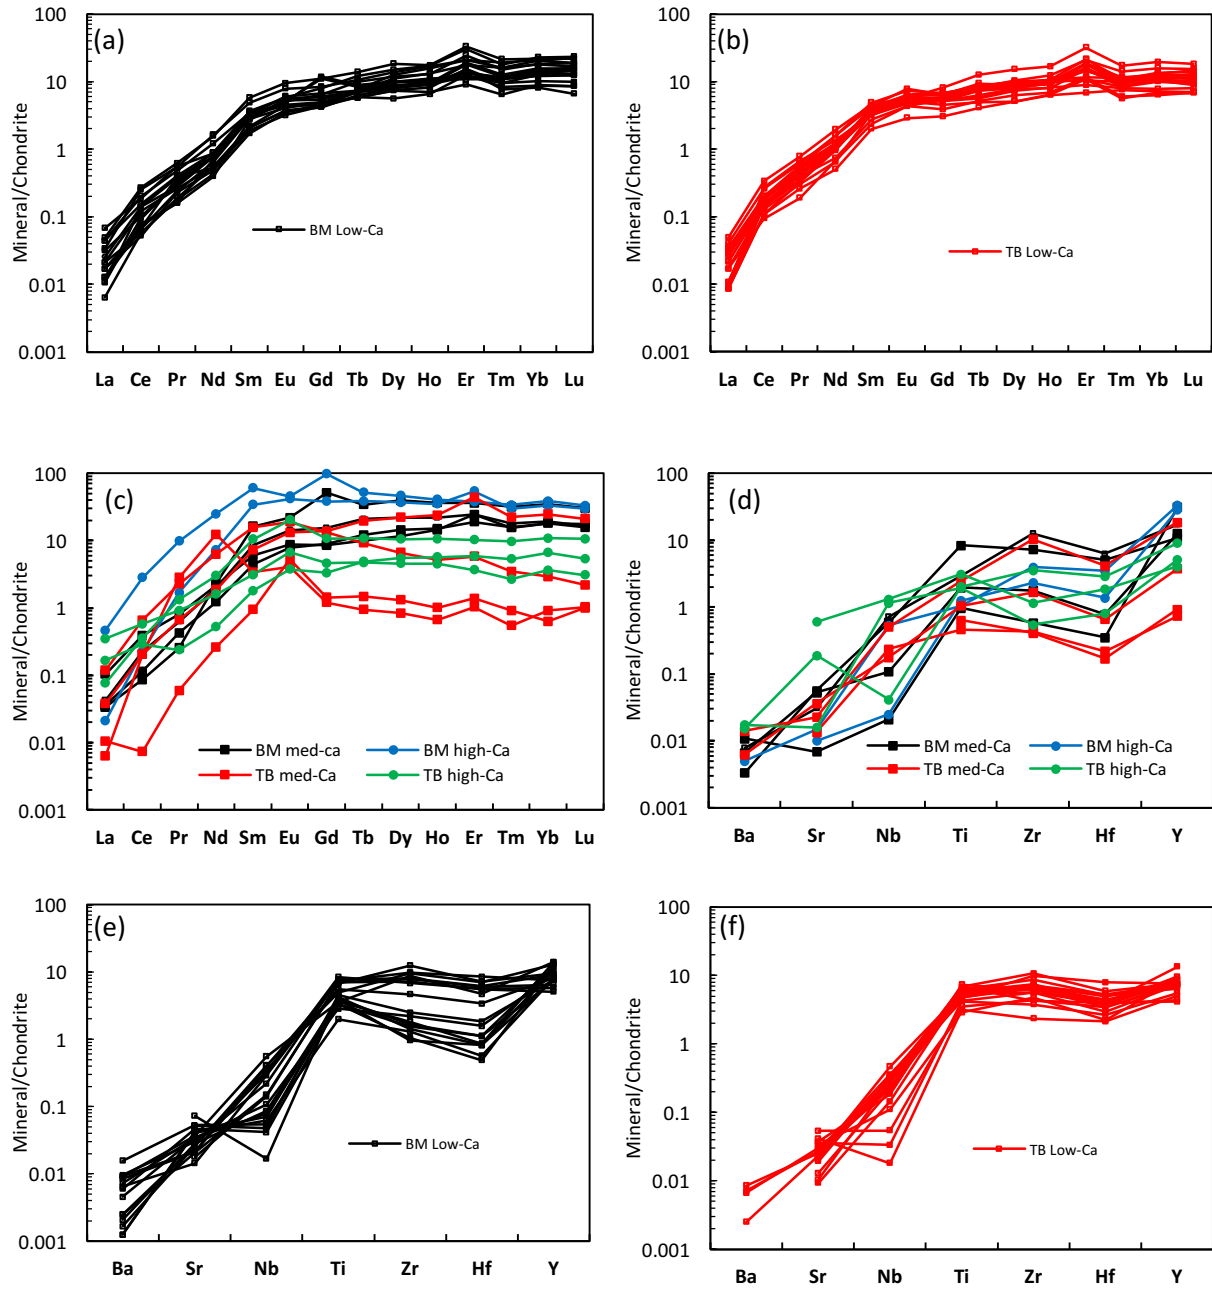 (a)
100
10
1
0.1
0.01
0.001
Mineral/Chondrite
BM Low-Ca
La Ce Pr Nd Sm Eu Gd Tb Dy Ho Er Tm Yb Lu
(b)
100
10
1
0.1
0.01
0.001
Mineral/Chondrite
TB Low-Ca
La Ce Pr Nd Sm Eu Gd Tb Dy Ho Er Tm Yb Lu
(c)
100
10
1
0.1
0.01
0.001
Mineral/Chondrite
BM med-ca BM high-Ca
TB med-Ca TB high-Ca
La Ce Pr Nd Sm Eu Gd Tb Dy Ho Er Tm Yb Lu
(d)
100
10
1
0.1
0.01
0.001
Mineral/Chondrite
BM med-ca BM high-Ca
TB med-Ca TB high-Ca
Ba Sr Nb Ti Zr Hf Y
(e)
100
10
1
0.1
0.01
0.001
Mineral/Chondrite
BM Low-Ca
Ba Sr Nb Ti Zr Hf Y
(f)
100
10
1
0.1
0.01
0.001
Mineral/Chondrite
TB Low-Ca
Ba Sr Nb Ti Zr Hf Y